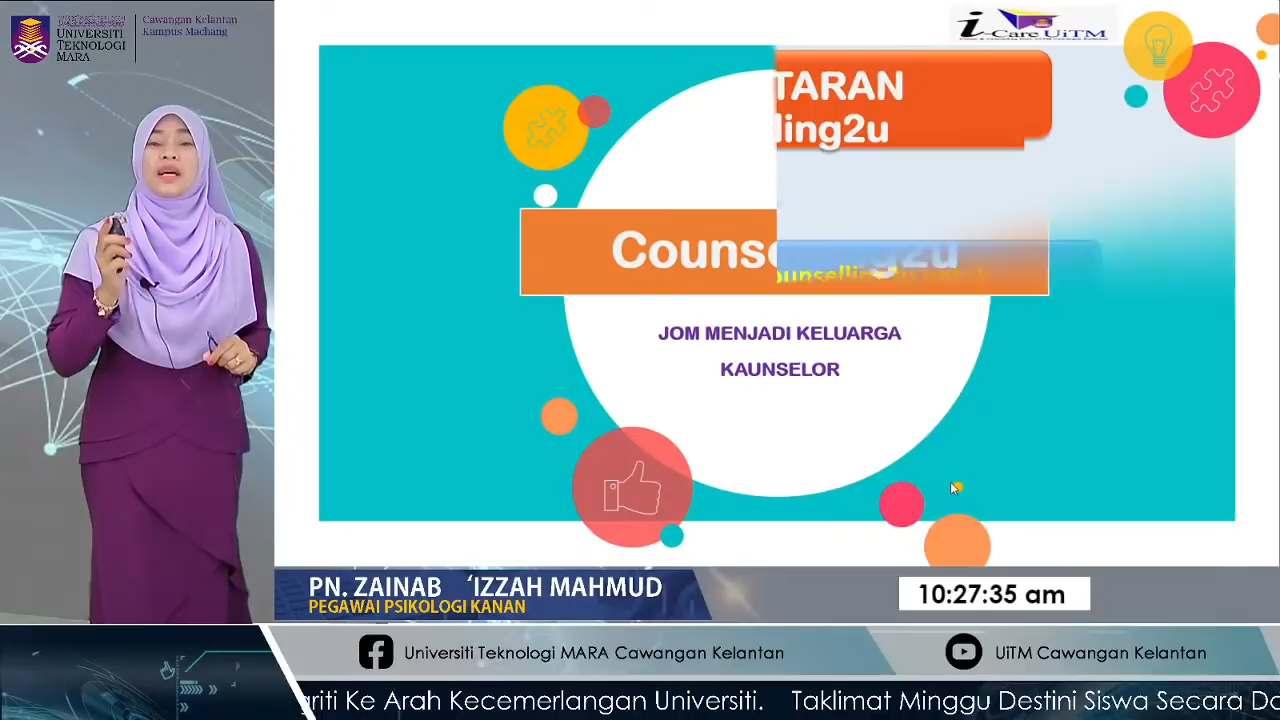 UNIVERSITI
TEKNOLOGI
MARA
Cawangan Kelantan
Kampus Machang
i-Care UiTM
TARAN
ling2u
Counse
JOM MENJADI KELUARGA
KAUNSELOR
PN. ZAINAB 'IZZAH MAHMUD
PEGAWAI PSIKOLOGI KANAN
10:27:35 am
Universiti Teknologi MARA Cawangan Kelantan
UiTM Cawangan Kelantan
griti Ke Arah Kecemerlangan Universiti. Taklimat Minggu Destini Siswa Secara Da